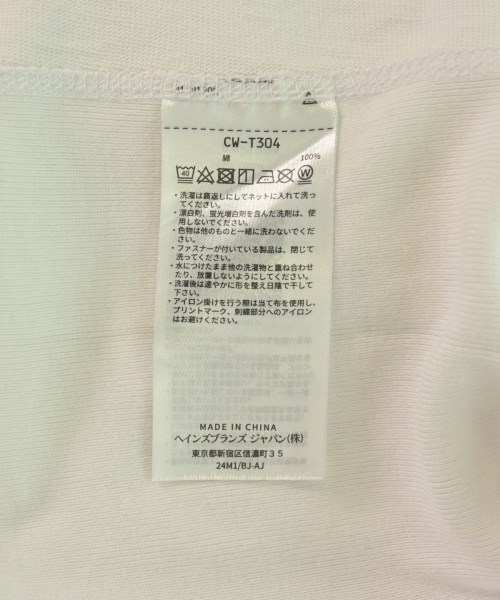 CW-T304
綿 100%
40
・洗濯は裏返しにしてネットに入れて洗っ
てください。
・漂白剤、蛍光増白剤を含んだ洗剤は、使
用しないでください。
・色物は他のものと一緒に洗わないでくだ
さい。
・ファスナーが付いている製品は、閉じて
洗ってください。
・水につけたまま他の洗濯物と重ね合わせ
たり、放置しないようにしてください。
・洗濯後は速やかに形を整え日陰で干して
下さい。
・アイロン掛けを行う際は当て布を使用し、
プリントマーク、刺繍部分へのアイロン
はお避けください。
MADE IN CHINA
ヘインズブランズ ジャパン(株)
東京都新宿区信濃町35
24M1/BJ-AJ